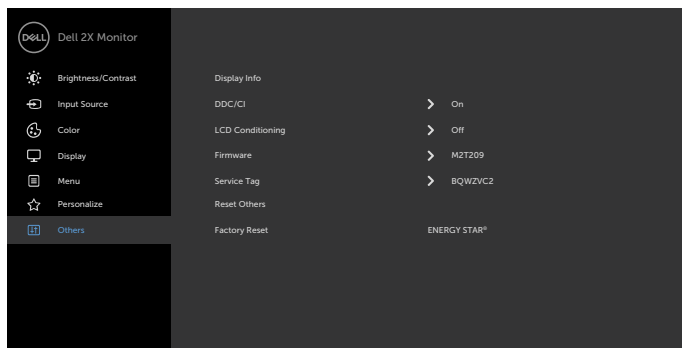 DELL Dell 2X Monitor
Brightness/Contrast Display Info
Input Source DDC/CI On
Color LCD Conditioning Off
Display Firmware M2T209
Menu Service Tag BQWZVC2
Personalize Reset Others
Others Factory Reset ENERGY STAR®